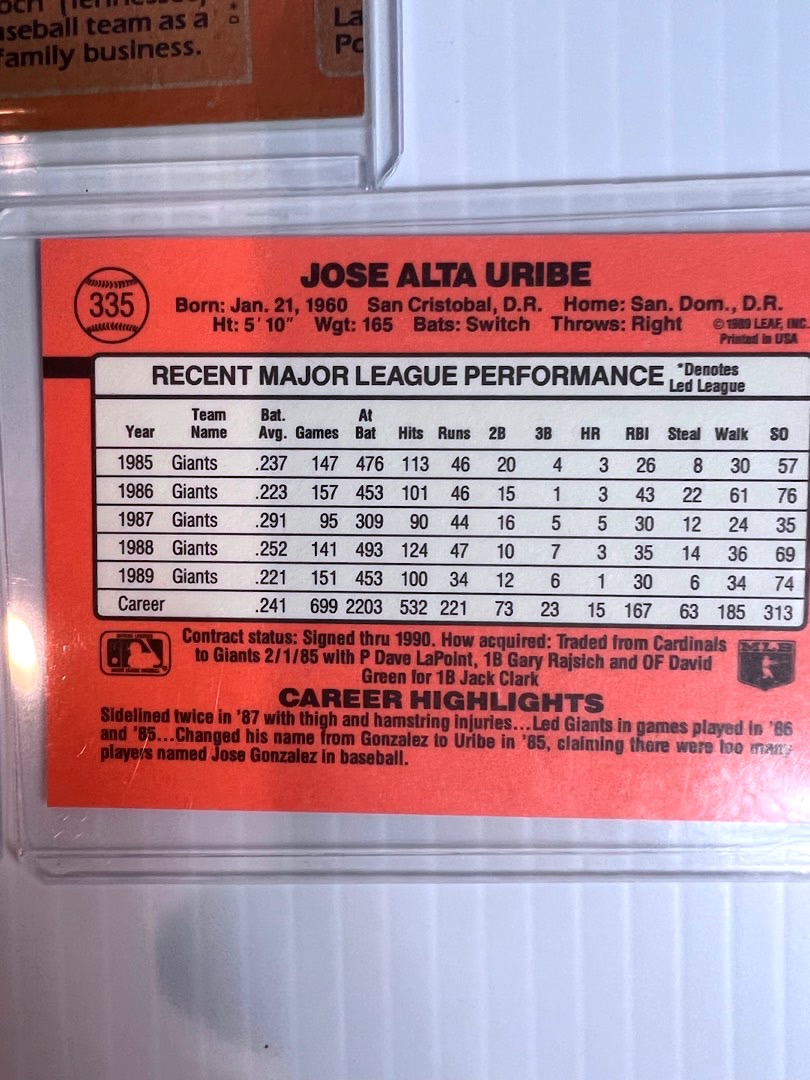 och (Tennessee)
aseball team as a
family business.
La
Po
335
JOSE ALTA URIBE
Born: Jan. 21, 1960 San Cristobal, D.R. Home: San. Dom., D.R.
Ht: 5'10" Wgt: 165 Bats: Switch Throws: Right
© 1989 LEAF, INC.
Printed in USA
RECENT MAJOR LEAGUE PERFORMANCE *Denotes Led League
Year Team Name Bat. Avg. Games At Bat Hits Runs 2B 3B HR RBI Steal Walk SO
1985 Giants .237 147 476 113 46 20 4 3 26 8 30 57
1986 Giants .223 157 453 101 46 15 1 3 43 22 61 76
1987 Giants .291 95 309 90 44 16 5 5 30 12 24 35
1988 Giants .252 141 493 124 47 10 7 3 35 14 36 69
1989 Giants .221 151 453 100 34 12 6 1 30 6 34 74
Career .241 699 2203 532 221 73 23 15 167 63 185 313
Contract status: Signed thru 1990. How acquired: Traded from Cardinals
to Giants 2/1/85 with P Dave LaPoint, 1B Gary Rajsich and OF David
Green for 1B Jack Clark
MLB
CAREER HIGHLIGHTS
Sidelined twice in '87 with thigh and hamstring injuries...Led Giants in games played in '86
and '85...Changed his name from Gonzalez to Uribe in '85, claiming there were too many
players named Jose Gonzalez in baseball.